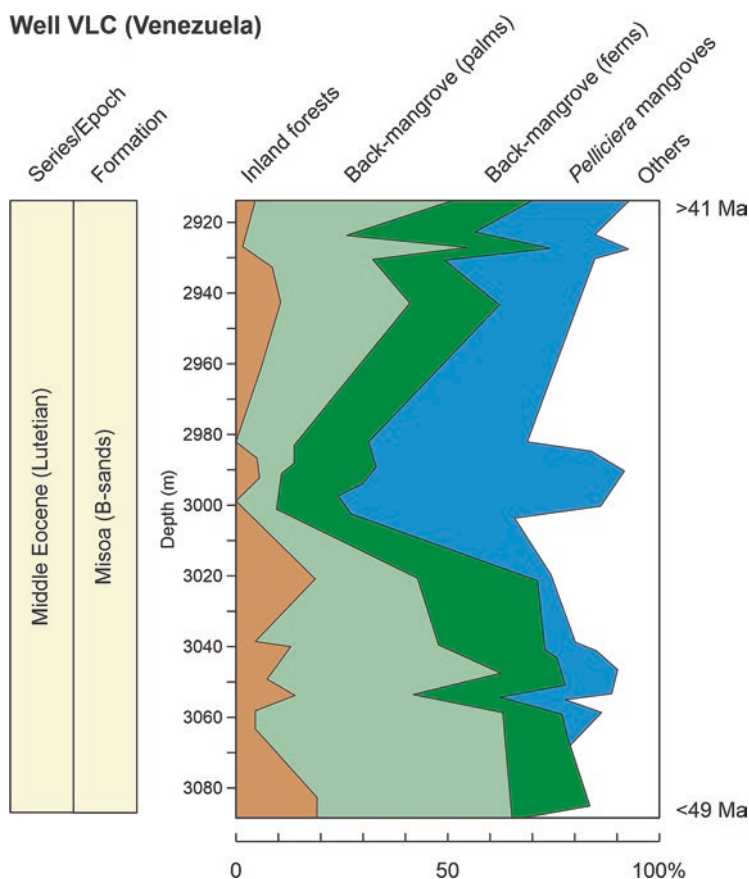 Well VLC (Venezuela)
Series/Epoch
Formation
Inland forests
Back-mangrove (palms)
Back-mangrove (ferns)
Pelliciera mangroves
Others
Middle Eocene (Lutetian)
Misoa (B-sands)
Depth (m)
2920
2940
2960
2980
3000
3020
3040
3060
3080
>41 Ma
<49 Ma
0
50
100%